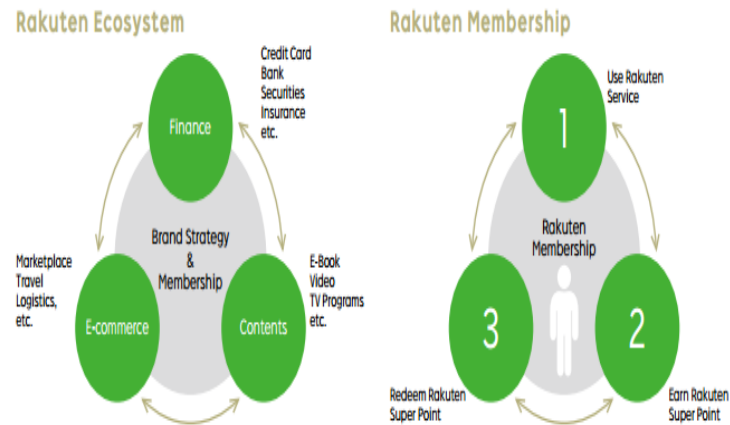 Rakuten Ecosystem
Credit Card
Bank
Securities
Insurance
etc.
Finance
Brand Strategy
&
Membership
Marketplace
Travel
Logistics,
etc.
E-commerce
E-Book
Video
TV Programs
etc.
Contents
Rakuten Membership
Use Rakuten
Service
1
Rakuten
Membership
3
2
Redeem Rakuten
Super Point
Earn Rakuten
Super Point